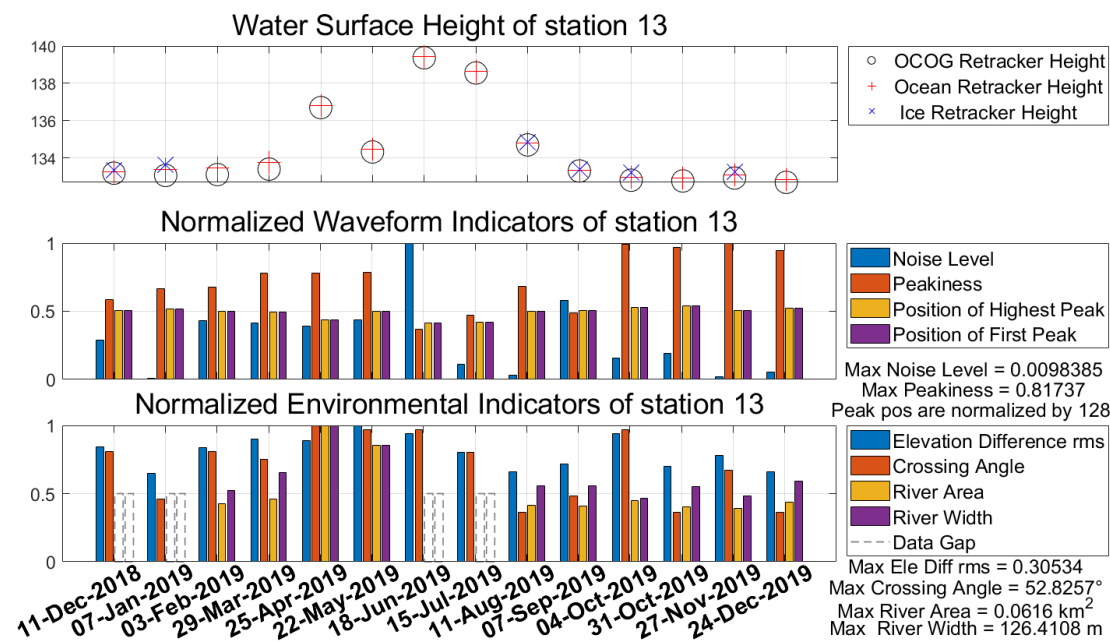 Water Surface Height of station 13
140
138
136
134
OCOG Retracker Height
Ocean Retracker Height
Ice Retracker Height
Normalized Waveform Indicators of station 13
1
0.5
0
Noise Level
Peakiness
Position of Highest Peak
Position of First Peak
Max Noise Level = 0.0098385
Max Peakiness = 0.81737
Peak pos are normalized by 128
Normalized Environmental Indicators of station 13
1
0.5
0
Elevation Difference rms
Crossing Angle
River Area
River Width
Data Gap
Max Ele Diff rms = 0.30534
Max Crossing Angle = 52.8257°
Max River Area = 0.0616 km²
Max River Width = 126.4108 m
11-Dec-2018
07-Jan-2019
03-Feb-2019
29-Mar-2019
25-Apr-2019
22-May-2019
18-Jun-2019
15-Jul-2019
11-Aug-2019
07-Sep-2019
04-Oct-2019
31-Oct-2019
27-Nov-2019
24-Dec-2019